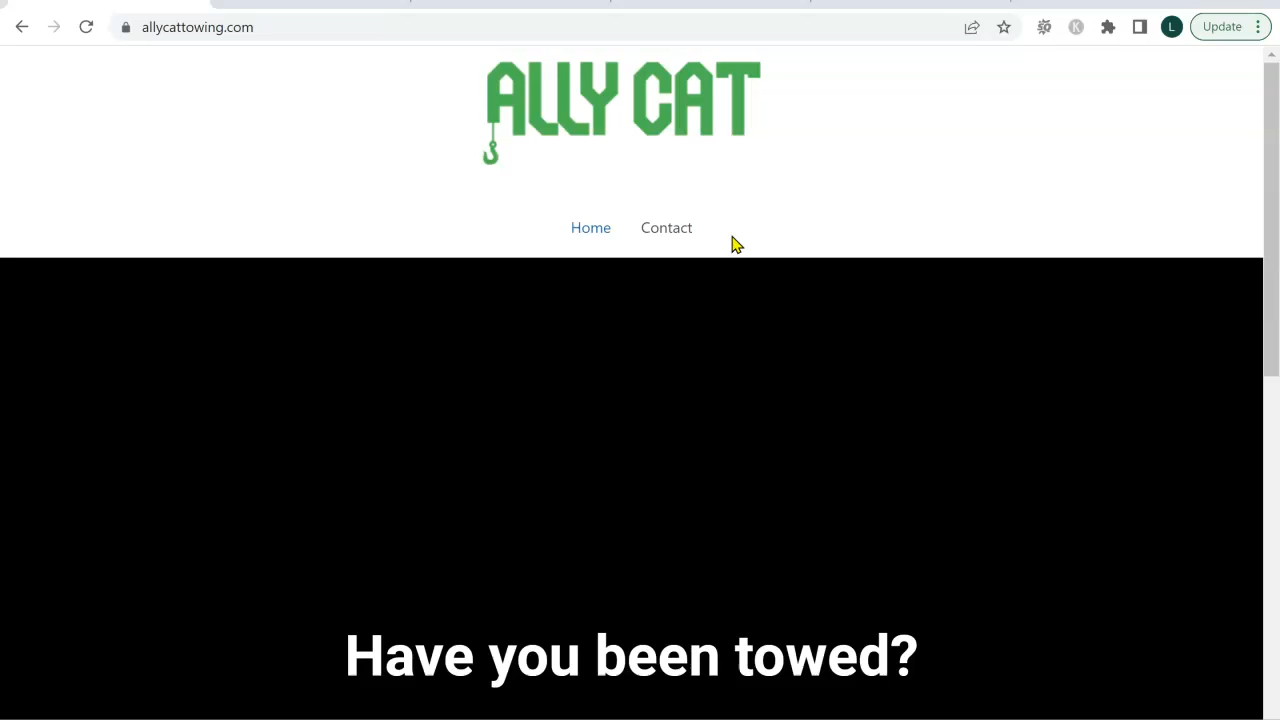 allycattowing.com
L
Update
ALLY CAT
Home Contact
Have you been towed?